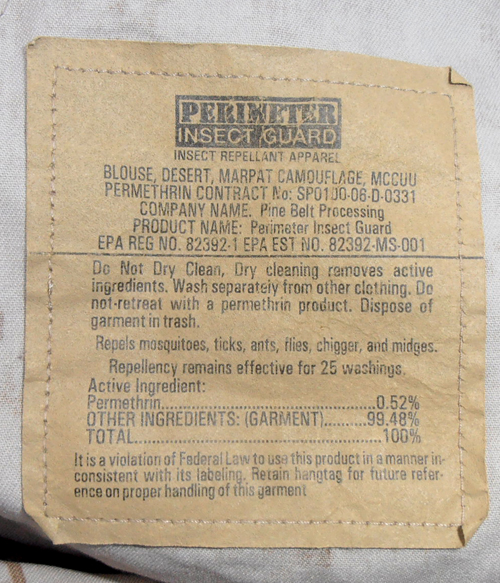 PERIMETER
INSECT GUARD
INSECT REPELLANT APPAREL
BLOUSE, DESERT, MARPAT CAMOUFLAGE, MCCUU
PERMETHRIN CONTRACT No: SP0100-06-D-0331
COMPANY NAME. Pine Belt Processing
PRODUCT NAME: Perimeter Insect Guard
EPA REG NO. 82392-1 EPA EST NO. 82392-MS-001
Do Not Dry Clean, Dry cleaning removes active
ingredients. Wash separately from other clothing. Do
not-retreat with a permethrin product. Dispose of
garment in trash.
Repels mosquitoes, ticks, ants, flies, chigger, and midges.
Repellency remains effective for 25 washings.
Active Ingredient:
Permethrin..............................0.52%
OTHER INGREDIENTS: (GARMENT)..........99.48%
TOTAL...................................100%
It is a violation of Federal Law to use this product in a manner in-
consistent with its labeling. Retain hangtag for future refer-
ence on proper handling of this garment